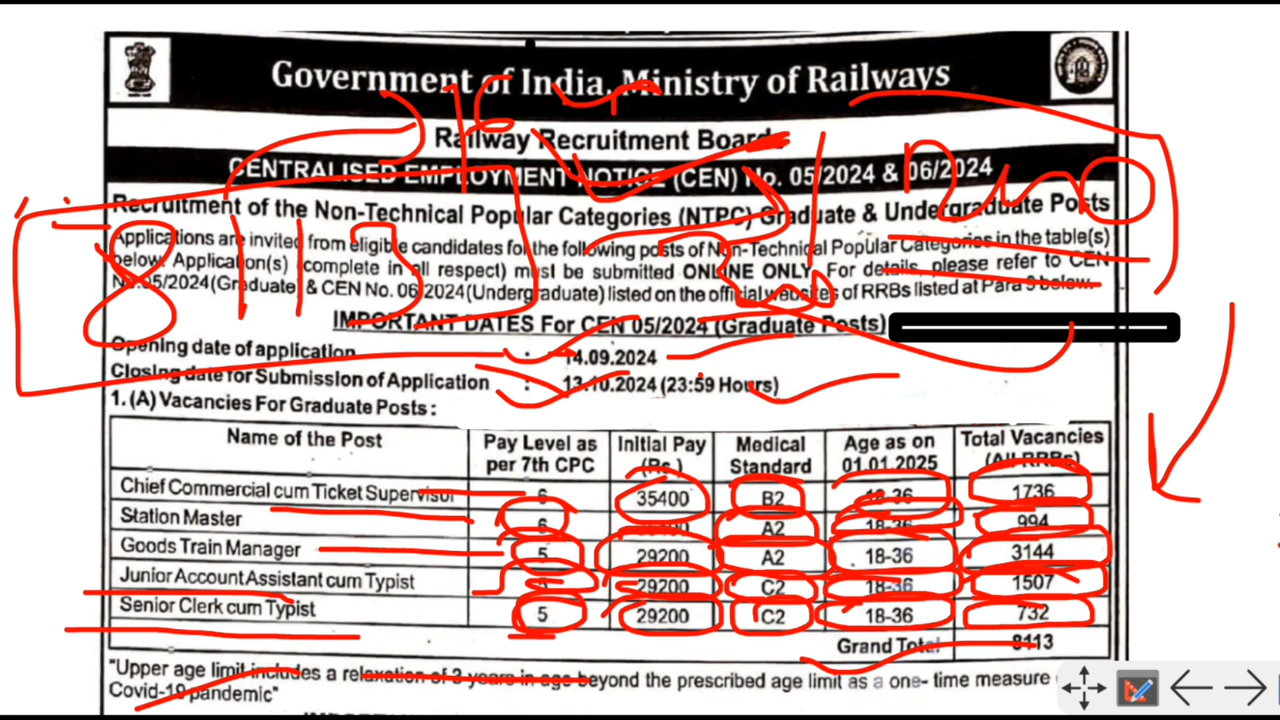 Government of India, Ministry of Railways
Railway Recruitment Boards
CENTRALISED EMPLOYMENT NOTICE (CEN) No. 05/2024 & 06/2024
Recruitment of the Non-Technical Popular Categories (NTPC) Graduate & Undergraduate Posts
Applications are invited from eligible candidates for the following posts of Non-Technical Popular Categories in the table(s)
below. Application(s) (complete in all respect) must be submitted ONLINE ONLY. For details, please refer to CEN
No.05/2024(Graduate) & CEN No. 06/2024(Undergraduate) listed on the official websites of RRBs listed at Para 9 below.
IMPORTANT DATES For CEN 05/2024 (Graduate Posts)
Opening date of application : 14.09.2024
Closing date for Submission of Application : 13.10.2024 (23:59 Hours)
1. (A) Vacancies For Graduate Posts :
Name of the Post Pay Level as per 7th CPC Initial Pay (Rs.) Medical Standard Age as on 01.01.2025 Total Vacancies (All RRBs)
Chief Commercial cum Ticket Supervisor 6 35400 B2 18-36 1736
Station Master 6 A2 18-36 994
Goods Train Manager 5 29200 A2 18-36 3144
Junior Account Assistant cum Typist 5 29200 C2 18-36 1507
Senior Clerk cum Typist 5 29200 C2 18-36 732
Grand Total 8113
"Upper age limit includes a relaxation of 3 years in age beyond the prescribed age limit as a one- time measure
Covid-19 pandemic"
8113